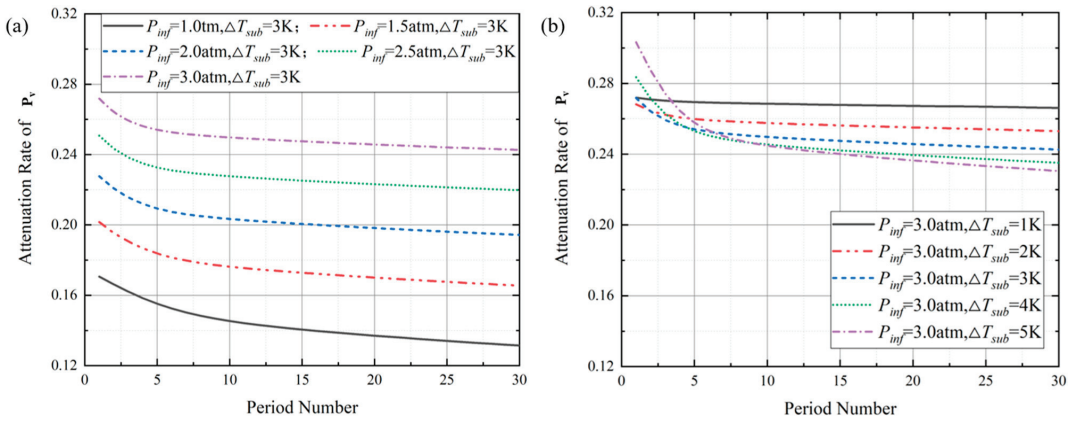 (a)
P_inf=1.0tm,△T_sub=3K; P_inf=1.5atm,△T_sub=3K
P_inf=2.0atm,△T_sub=3K; P_inf=2.5atm,△T_sub=3K
P_inf=3.0atm,△T_sub=3K
0.32
0.28
0.24
0.20
0.16
0.12
Attenuation Rate of P_v
0 5 10 15 20 25 30
Period Number
(b)
0.32
0.28
0.24
0.20
0.16
0.12
Attenuation Rate of P_v
P_inf=3.0atm,△T_sub=1K
P_inf=3.0atm,△T_sub=2K
P_inf=3.0atm,△T_sub=3K
P_inf=3.0atm,△T_sub=4K
P_inf=3.0atm,△T_sub=5K
0 5 10 15 20 25 30
Period Number